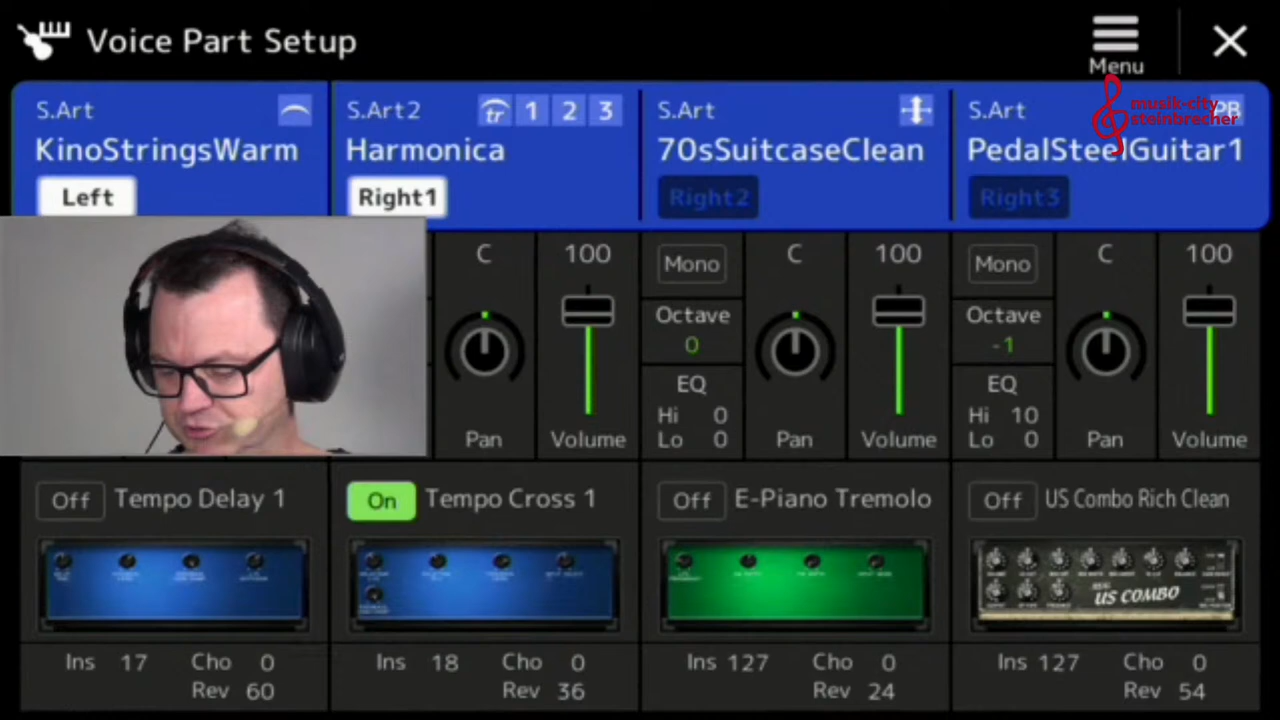 Voice Part Setup
Menu
musik-city
steinbrecher
S.Art
KinoStringsWarm
Left
S.Art2
tr 1 2 3
Harmonica
Right1
S.Art
70sSuitcaseClean
Right2
S.Art
PB
PedalSteelGuitar1
Right3
C
Pan
100
Volume
Mono
Octave
0
EQ
Hi 0
Lo 0
C
Pan
100
Volume
Mono
Octave
-1
EQ
Hi 10
Lo 0
C
Pan
100
Volume
Off Tempo Delay 1
On Tempo Cross 1
Off E-Piano Tremolo
Off US Combo Rich Clean
US COMBO
Ins 17 Cho 0
Rev 60
Ins 18 Cho 0
Rev 36
Ins 127 Cho 0
Rev 24
Ins 127 Cho 0
Rev 54